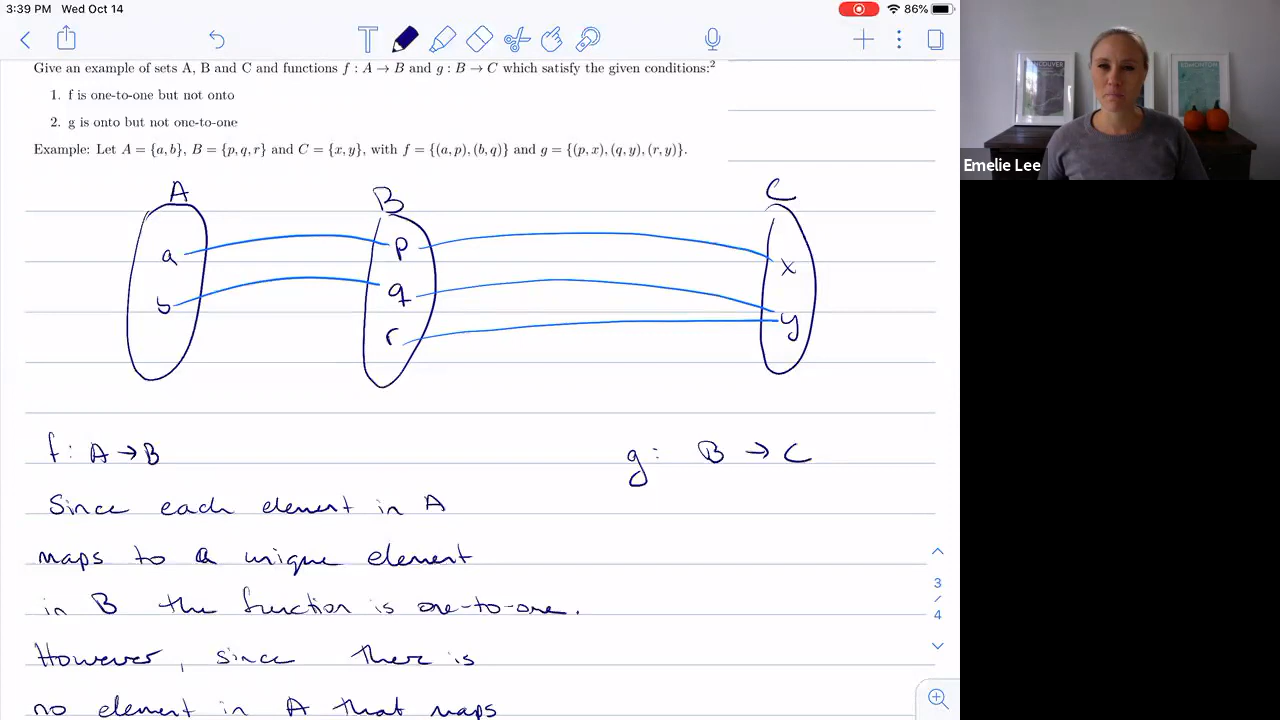 3:39 PM Wed Oct 14
86%
Give an example of sets A, B and C and functions f : A → B and g : B → C which satisfy the given conditions:²
1. f is one-to-one but not onto
2. g is onto but not one-to-one
Example: Let A = {a, b}, B = {p, q, r} and C = {x, y}, with f = {(a, p), (b, q)} and g = {(p, x), (q, y), (r, y)}.
VANCOUVER
EDMONTON
Emelie Lee
A B C
a p x
b q y
r
f: A → B
g: B → C
Since each element in A
maps to a unique element
in B the function is one-to-one.
However, since there is
no element in A that maps
3
/
4